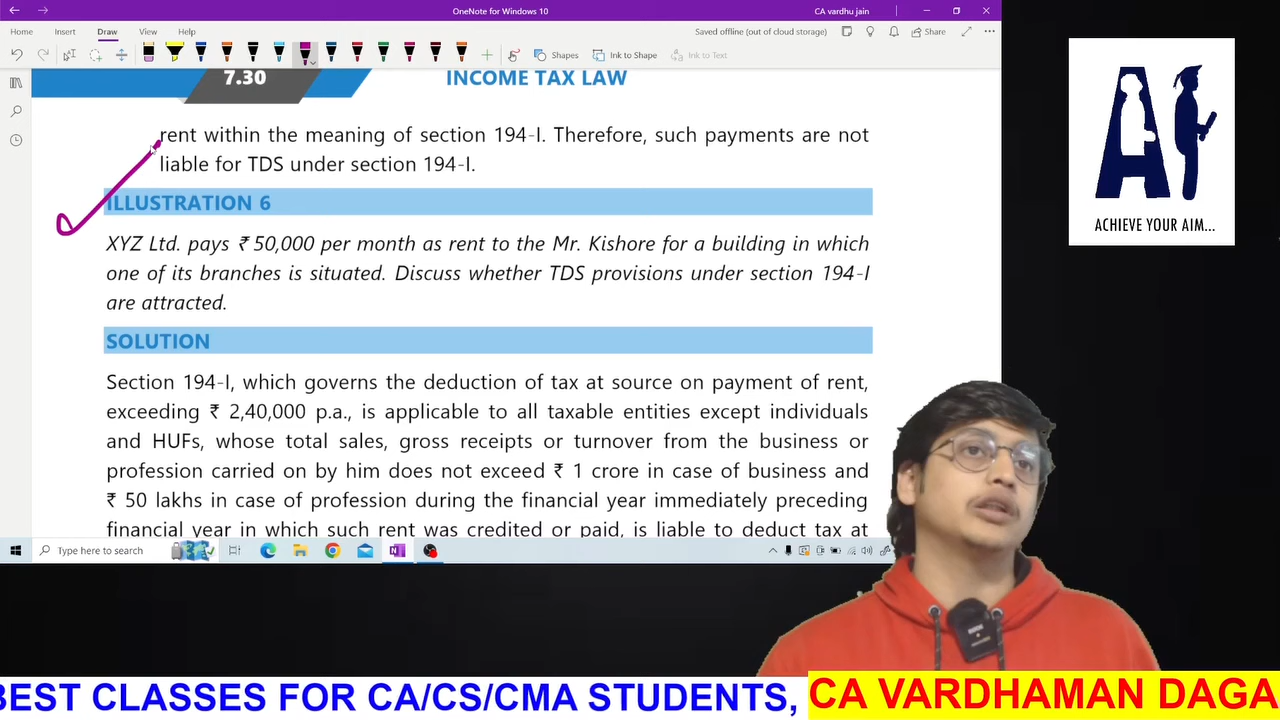 OneNote for Windows 10
CA vardhu jain
Home Insert Draw View Help
Saved offline (out of cloud storage)
Share
Shapes
Ink to Shape
Ink to Text
7.30
INCOME TAX LAW
rent within the meaning of section 194-I. Therefore, such payments are not
liable for TDS under section 194-I.
ILLUSTRATION 6
XYZ Ltd. pays ₹ 50,000 per month as rent to the Mr. Kishore for a building in which
one of its branches is situated. Discuss whether TDS provisions under section 194-I
are attracted.
SOLUTION
Section 194-I, which governs the deduction of tax at source on payment of rent,
exceeding ₹ 2,40,000 p.a., is applicable to all taxable entities except individuals
and HUFs, whose total sales, gross receipts or turnover from the business or
profession carried on by him does not exceed ₹ 1 crore in case of business and
₹ 50 lakhs in case of profession during the financial year immediately preceding
financial year in which such rent was credited or paid, is liable to deduct tax at
Type here to search
A
ACHIEVE YOUR AIM...
BEST CLASSES FOR CA/CS/CMA STUDENTS, CA VARDHAMAN DAGA